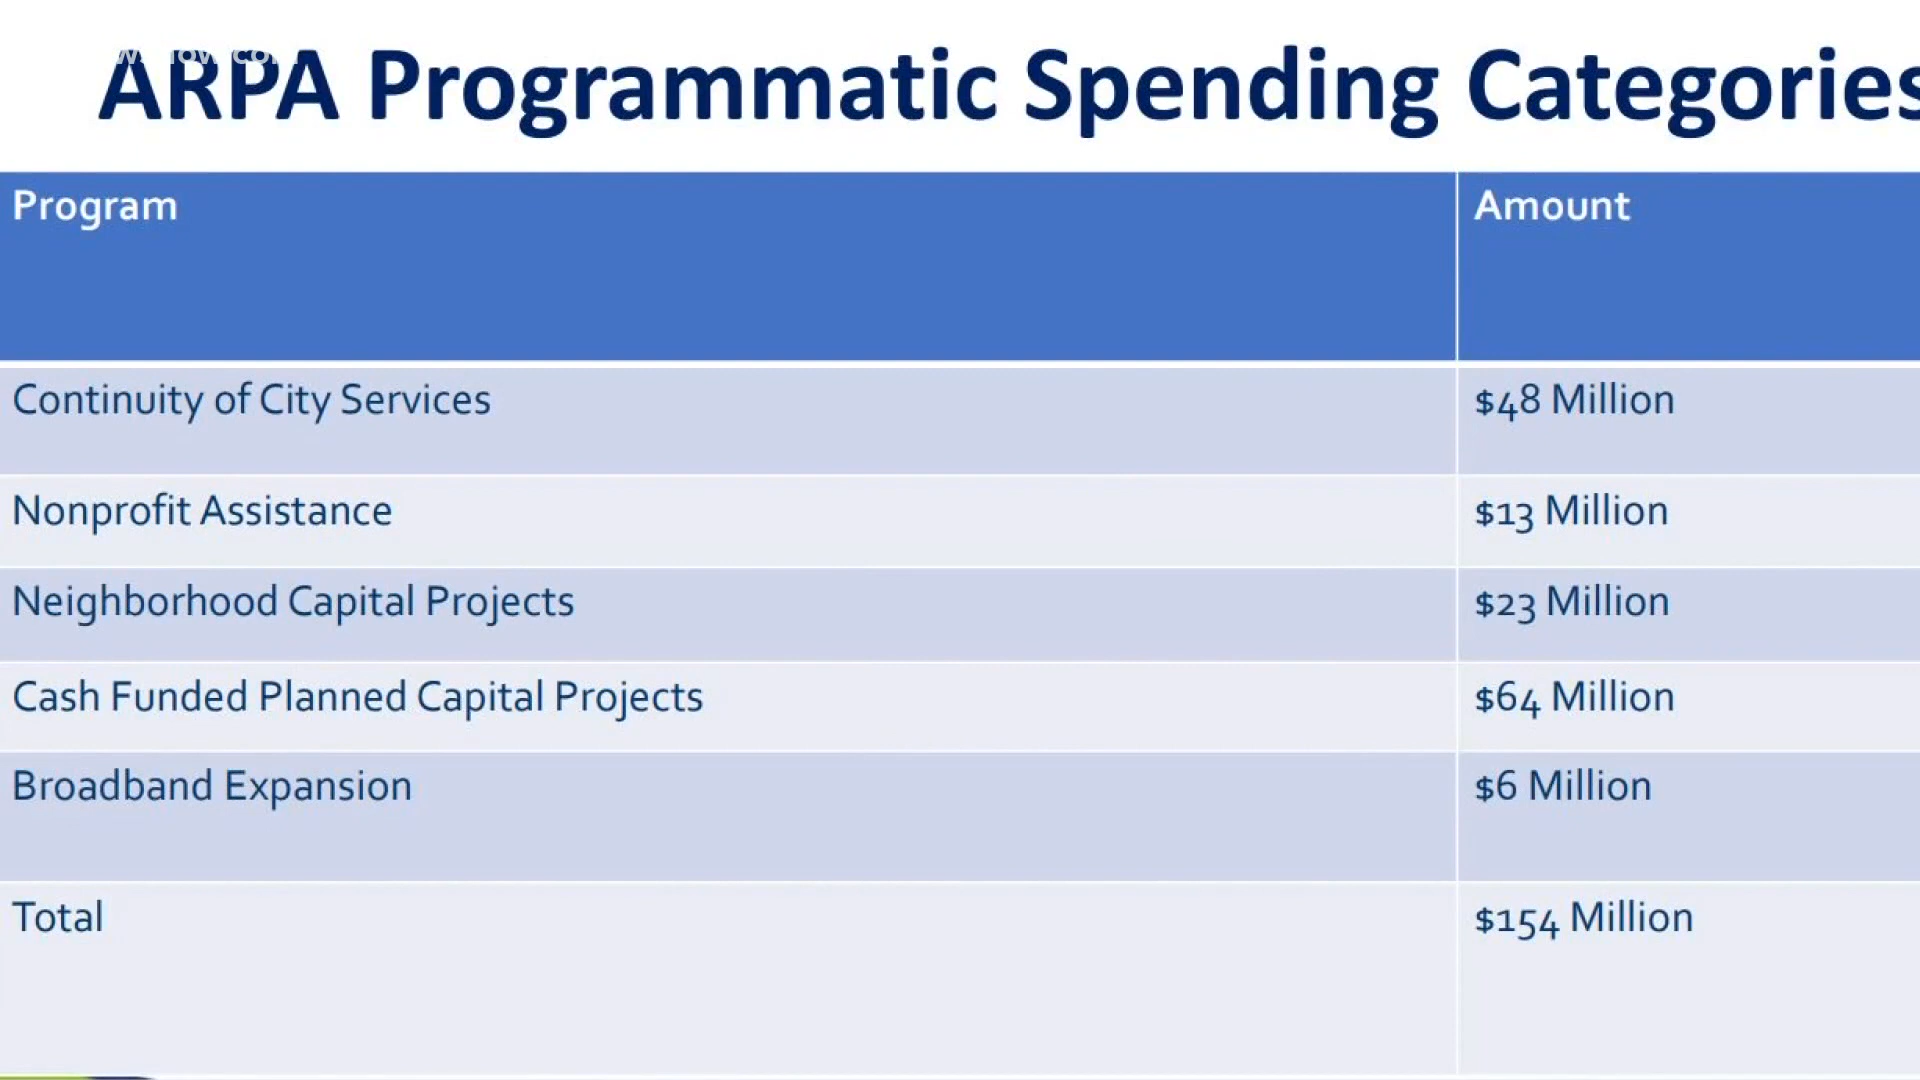 ARPA Programmatic Spending Categories
Program
Amount
Continuity of City Services
$48 Million
Nonprofit Assistance
$13 Million
Neighborhood Capital Projects
$23 Million
Cash Funded Planned Capital Projects
$64 Million
Broadband Expansion
$6 Million
Total
$154 Million